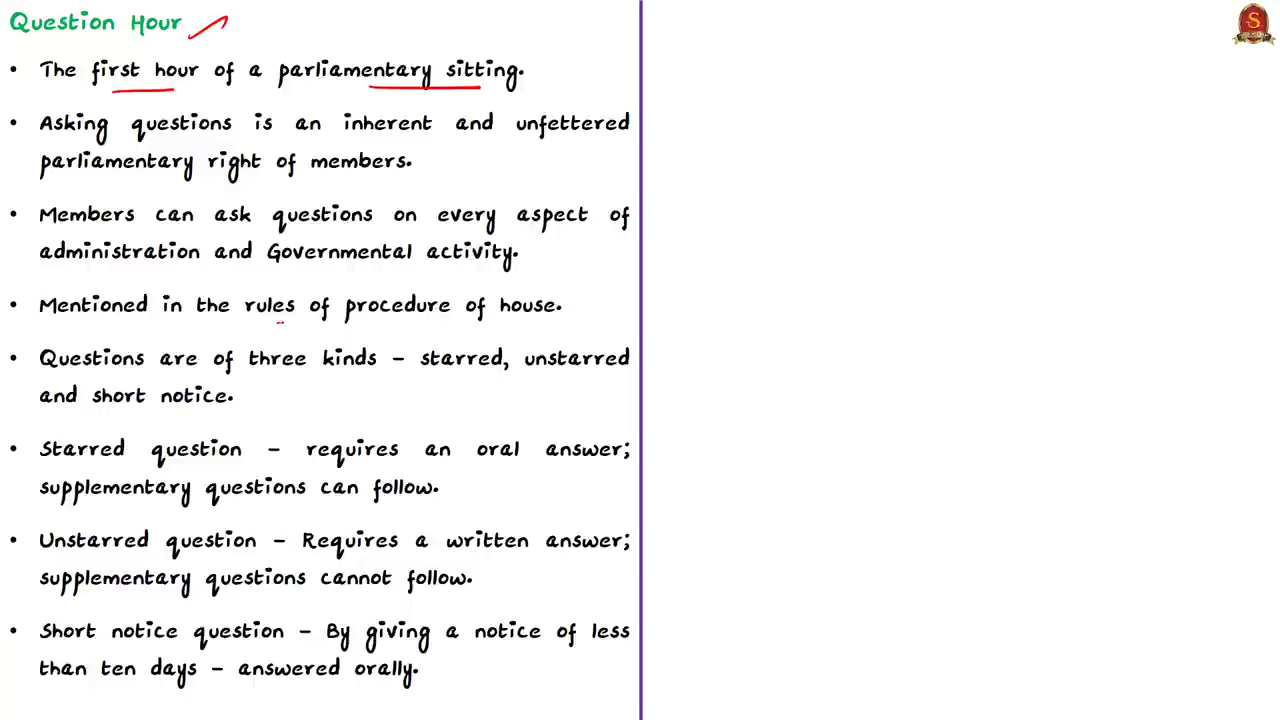 Question Hour
• The first hour of a parliamentary sitting.
• Asking questions is an inherent and unfettered
parliamentary right of members.
• Members can ask questions on every aspect of
administration and Governmental activity.
• Mentioned in the rules of procedure of house.
• Questions are of three kinds – starred, unstarred
and short notice.
• Starred question – requires an oral answer;
supplementary questions can follow.
• Unstarred question – Requires a written answer;
supplementary questions cannot follow.
• Short notice question – By giving a notice of less
than ten days – answered orally.